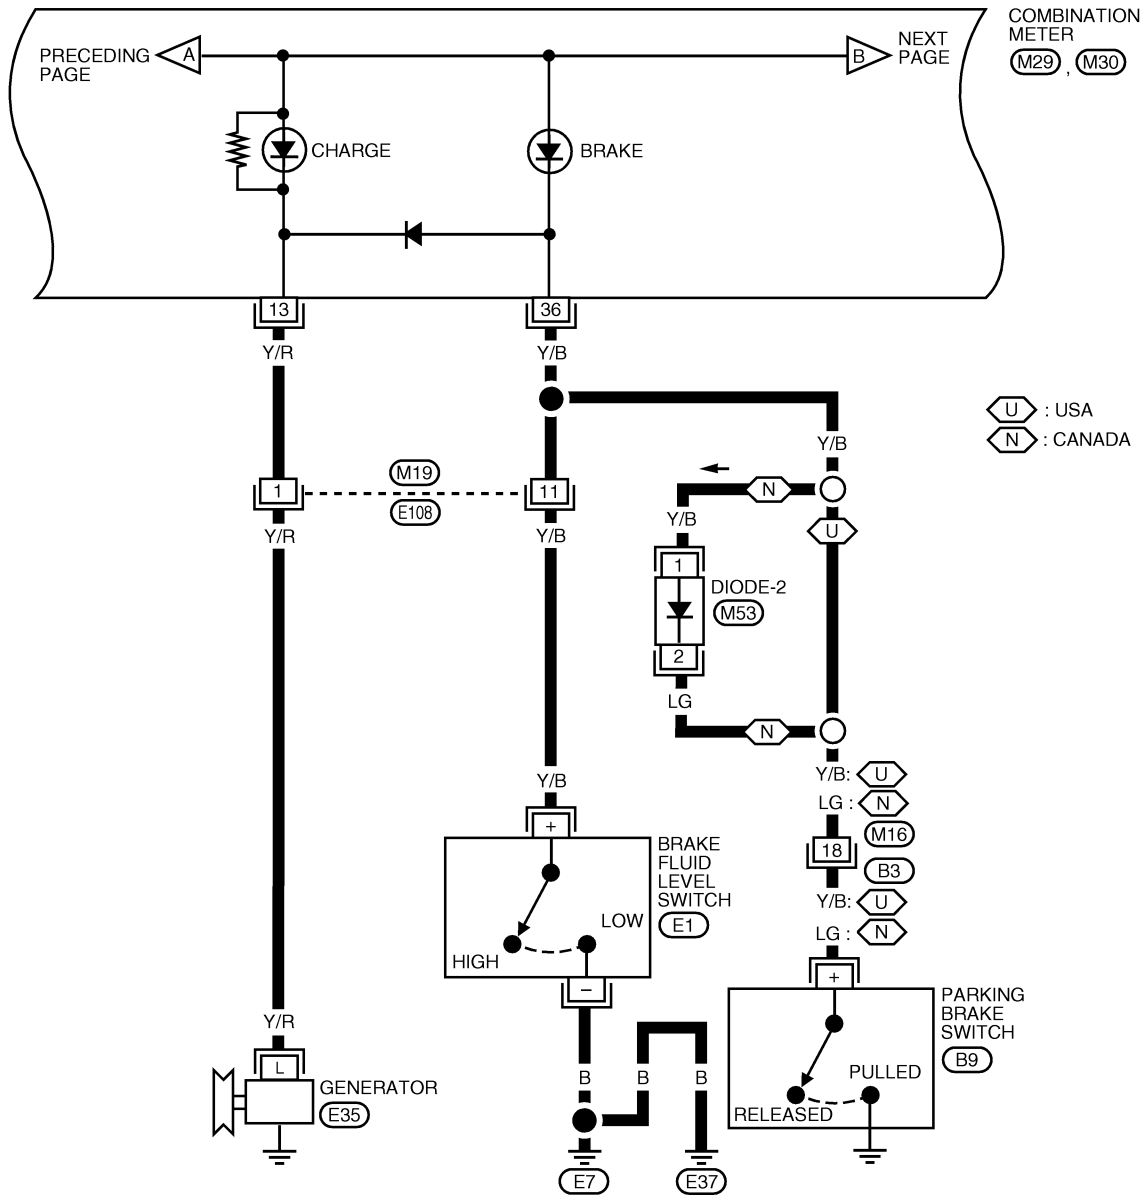 COMBINATION
METER
M29 , M30
PRECEDING
PAGE
A
B
NEXT
PAGE
CHARGE
BRAKE
13
36
Y/R
Y/B
U : USA
N : CANADA
Y/B
M19
N
1
11
E108
Y/B
U
Y/R
Y/B
1
DIODE-2
M53
2
LG
N
Y/B: U
Y/B
LG : N
M16
+
18
BRAKE
FLUID
LEVEL
SWITCH
E1
B3
Y/B: U
LOW
HIGH
LG : N
+
–
PARKING
BRAKE
SWITCH
B9
Y/R
L
B
B
B
PULLED
RELEASED
GENERATOR
E35
E7
E37